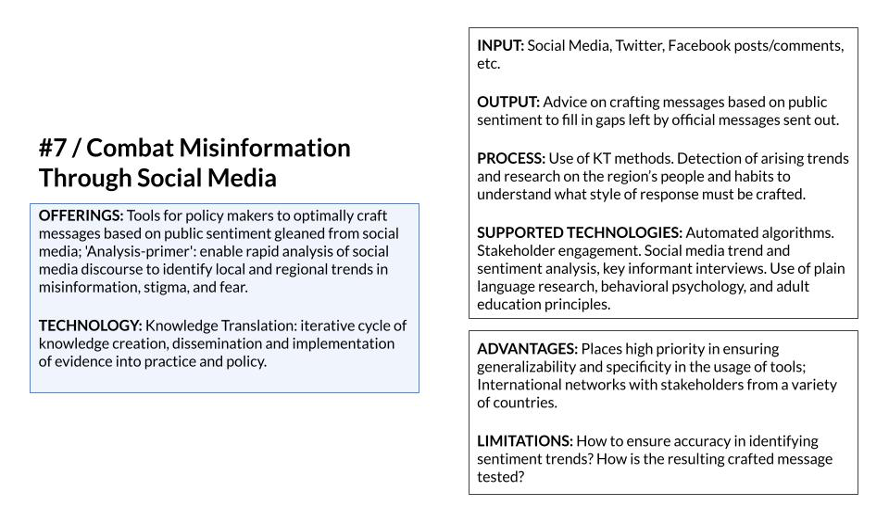 #7 / Combat Misinformation
Through Social Media
OFFERINGS: Tools for policy makers to optimally craft
messages based on public sentiment gleaned from social
media; 'Analysis-primer': enable rapid analysis of social
media discourse to identify local and regional trends in
misinformation, stigma, and fear.
TECHNOLOGY: Knowledge Translation: iterative cycle of
knowledge creation, dissemination and implementation
of evidence into practice and policy.
INPUT: Social Media, Twitter, Facebook posts/comments,
etc.
OUTPUT: Advice on crafting messages based on public
sentiment to fill in gaps left by official messages sent out.
PROCESS: Use of KT methods. Detection of arising trends
and research on the region's people and habits to
understand what style of response must be crafted.
SUPPORTED TECHNOLOGIES: Automated algorithms.
Stakeholder engagement. Social media trend and
sentiment analysis, key informant interviews. Use of plain
language research, behavioral psychology, and adult
education principles.
ADVANTAGES: Places high priority in ensuring
generalizability and specificity in the usage of tools;
International networks with stakeholders from a variety
of countries.
LIMITATIONS: How to ensure accuracy in identifying
sentiment trends? How is the resulting crafted message
tested?